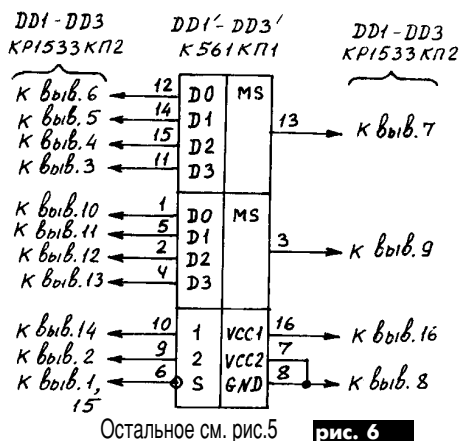 DD1-DD3
КР1533КП2
DD1'-DD3'
К561КП1
DD1-DD3
КР1533КП2
К выв.6 12 D0 MS
К выв.5 14 D1
13 К выв.7
К выв.4 15 D2
К выв.3 11 D3
К выв.10 1 D0 MS
К выв.11 5 D1
3 К выв.9
К выв.12 2 D2
К выв.13 4 D3
К выв.14 10 1 VCC1 16 К выв.16
К выв.2 9 2 VCC2 7
К выв.1, 6 S GND 8 К выв.8
15
Остальное см. рис.5
рис. 6